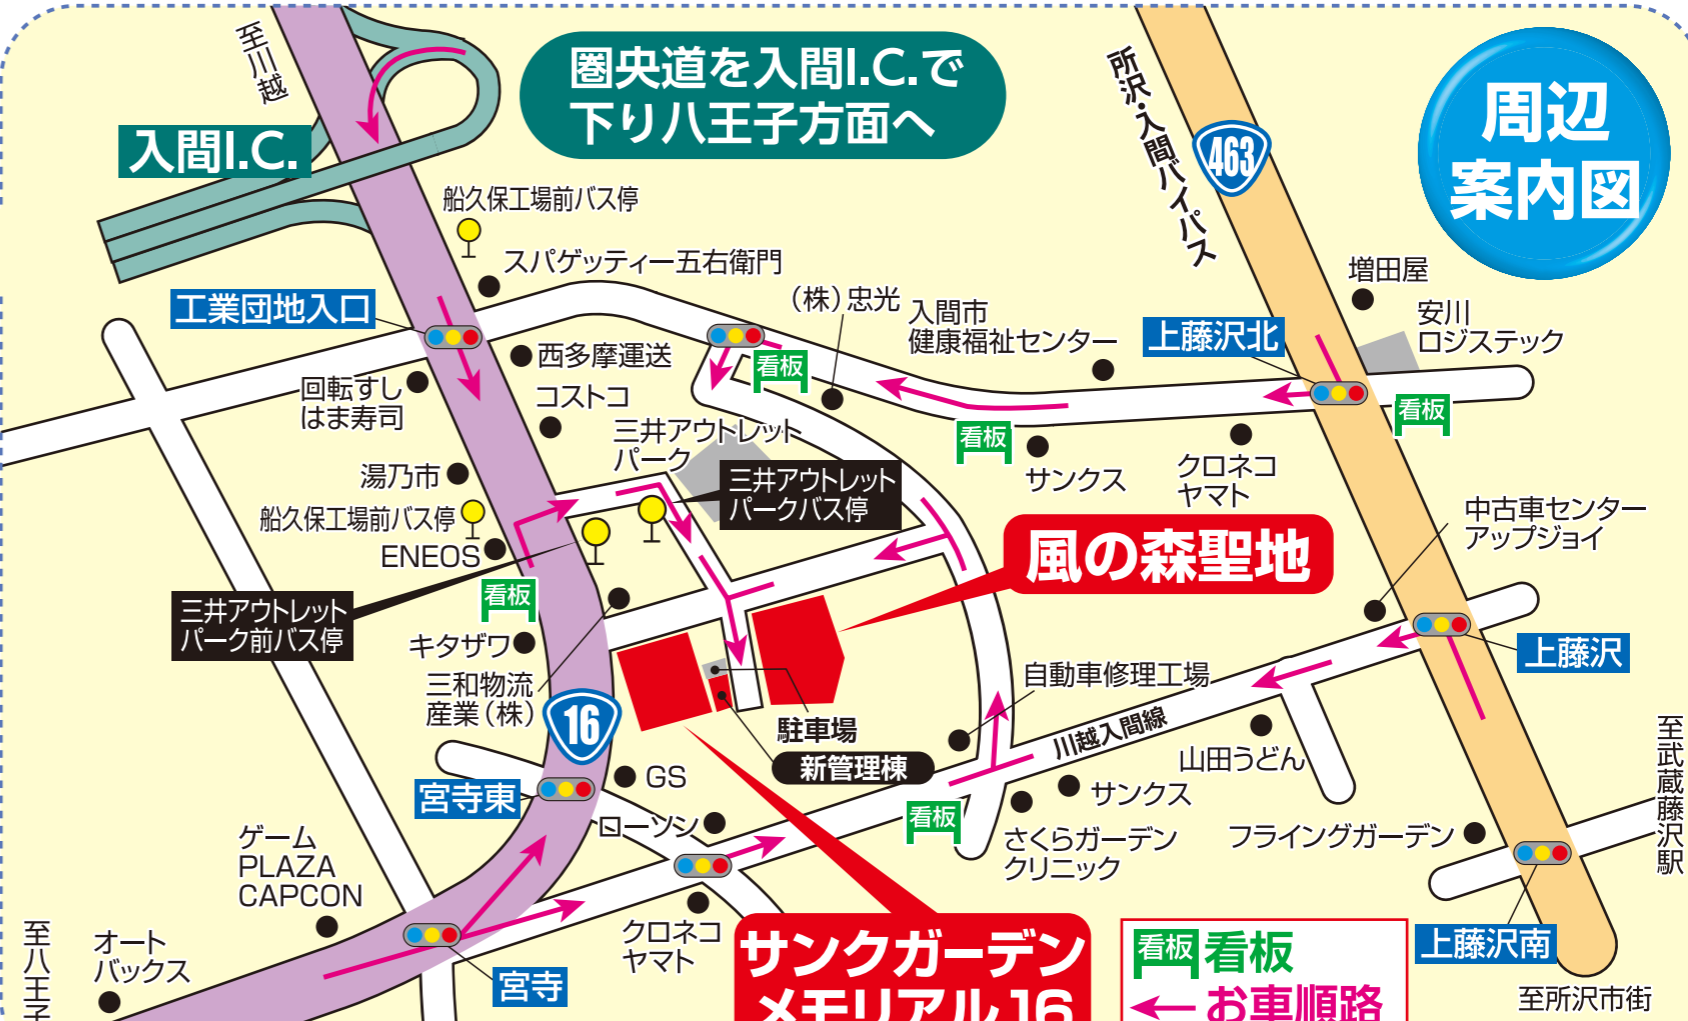 至川越
圏央道を入間I.C.で
下り八王子方面へ
所沢・入間バイパス
463
周辺
案内図
入間I.C.
船久保工場前バス停
スパゲッティー五右衛門
工業団地入口
(株)忠光
入間市
健康福祉センター
上藤沢北
増田屋
安川
ロジステック
西多摩運送
看板
回転すし
はま寿司
コストコ
三井アウトレット
パーク
看板
看板
サンクス
クロネコ
ヤマト
湯乃市
三井アウトレット
パークバス停
船久保工場前バス停
ENEOS
中古車センター
アップジョイ
風の森聖地
看板
三井アウトレット
パーク前バス停
キタザワ
上藤沢
三和物流
産業(株)
自動車修理工場
16
駐車場
新管理棟
川越入間線
山田うどん
至武蔵藤沢駅
宮寺東
GS
サンクス
ローソン
看板
さくらガーデン
クリニック
フライングガーデン
ゲーム
PLAZA
CAPCON
至八王子
オート
バックス
クロネコ
ヤマト
宮寺
サンクガーデン
メモリアル16
看板
看板
お車順路
上藤沢南
至所沢市街